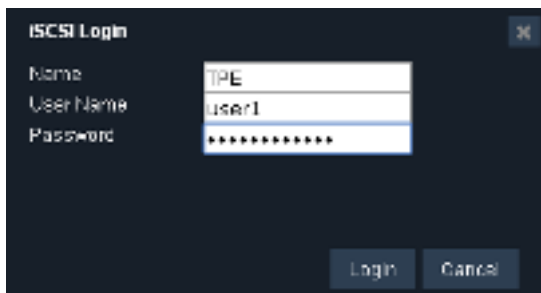 iSCSI Login
Name TPE
User Name user1
Password ••••••••••••
Login Cancel